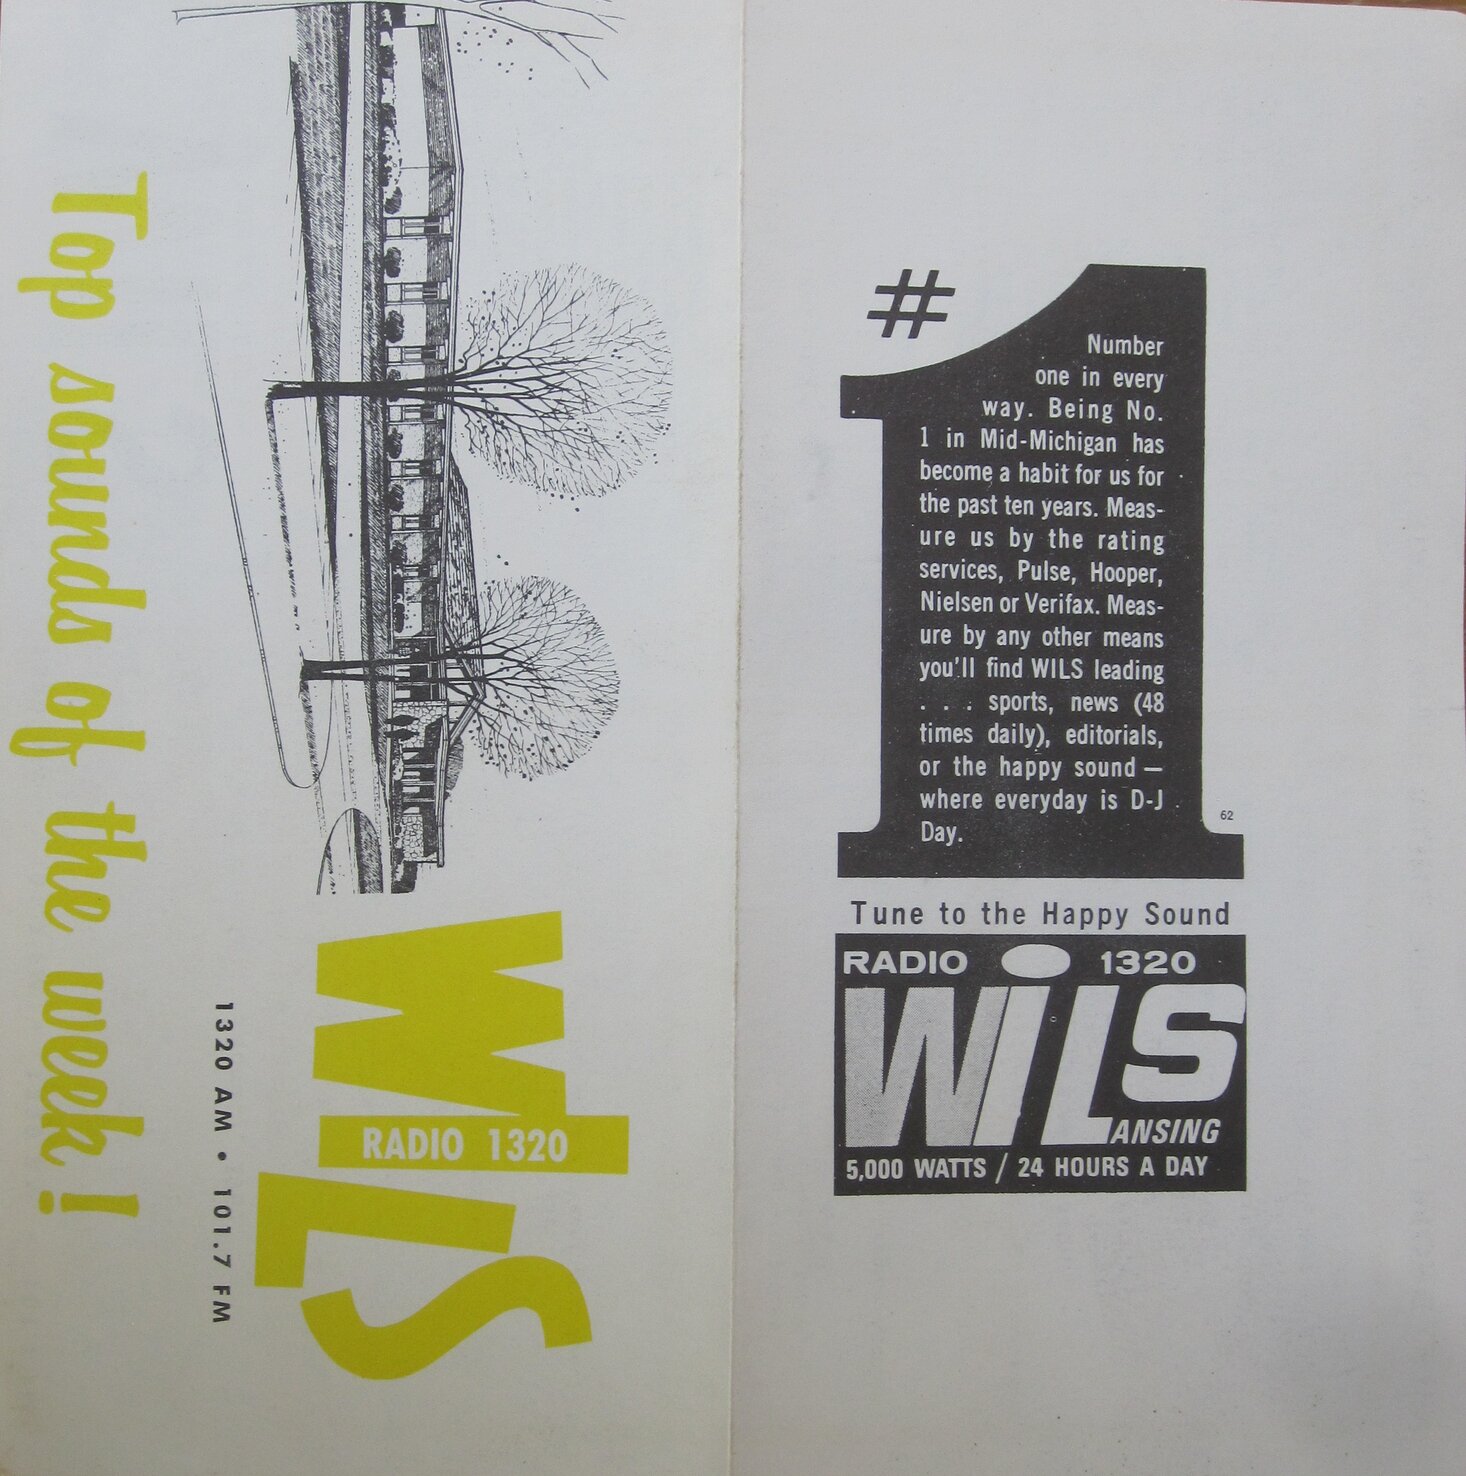 Top sounds of the week!
WILS
RADIO 1320
1320 AM • 101.7 FM
#1
Number
one in every
way. Being No.
1 in Mid-Michigan has
become a habit for us for
the past ten years. Meas-
ure us by the rating
services, Pulse, Hooper,
Nielsen or Verifax. Meas-
ure by any other means
you'll find WILS leading
. . . sports, news (48
times daily), editorials,
or the happy sound —
where everyday is D-J
Day.
62
Tune to the Happy Sound
RADIO 1320
WILS
LANSING
5,000 WATTS / 24 HOURS A DAY